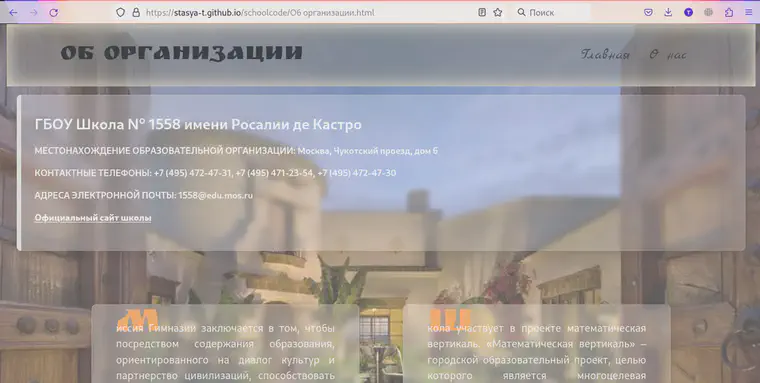 https://stasya-t.github.io/schoolcode/Об организации.html
Поиск
ОБ ОРГАНИЗАЦИИ
Главная О нас
ГБОУ Школа № 1558 имени Росалии де Кастро
МЕСТОНАХОЖДЕНИЕ ОБРАЗОВАТЕЛЬНОЙ ОРГАНИЗАЦИИ: Москва, Чукотский проезд, дом 6
КОНТАКТНЫЕ ТЕЛЕФОНЫ: +7 (495) 472-47-31, +7 (495) 471-23-54, +7 (495) 472-47-30
АДРЕСА ЭЛЕКТРОННОЙ ПОЧТЫ: 1558@edu.mos.ru
Официальный сайт школы
Миссия Гимназии заключается в том, чтобы
посредством содержания образования,
ориентированного на диалог культур и
партнерство цивилизаций, способствовать
Школа участвует в проекте математическая
вертикаль. «Математическая вертикаль» –
городской образовательный проект, целью
которого является многоцелевая